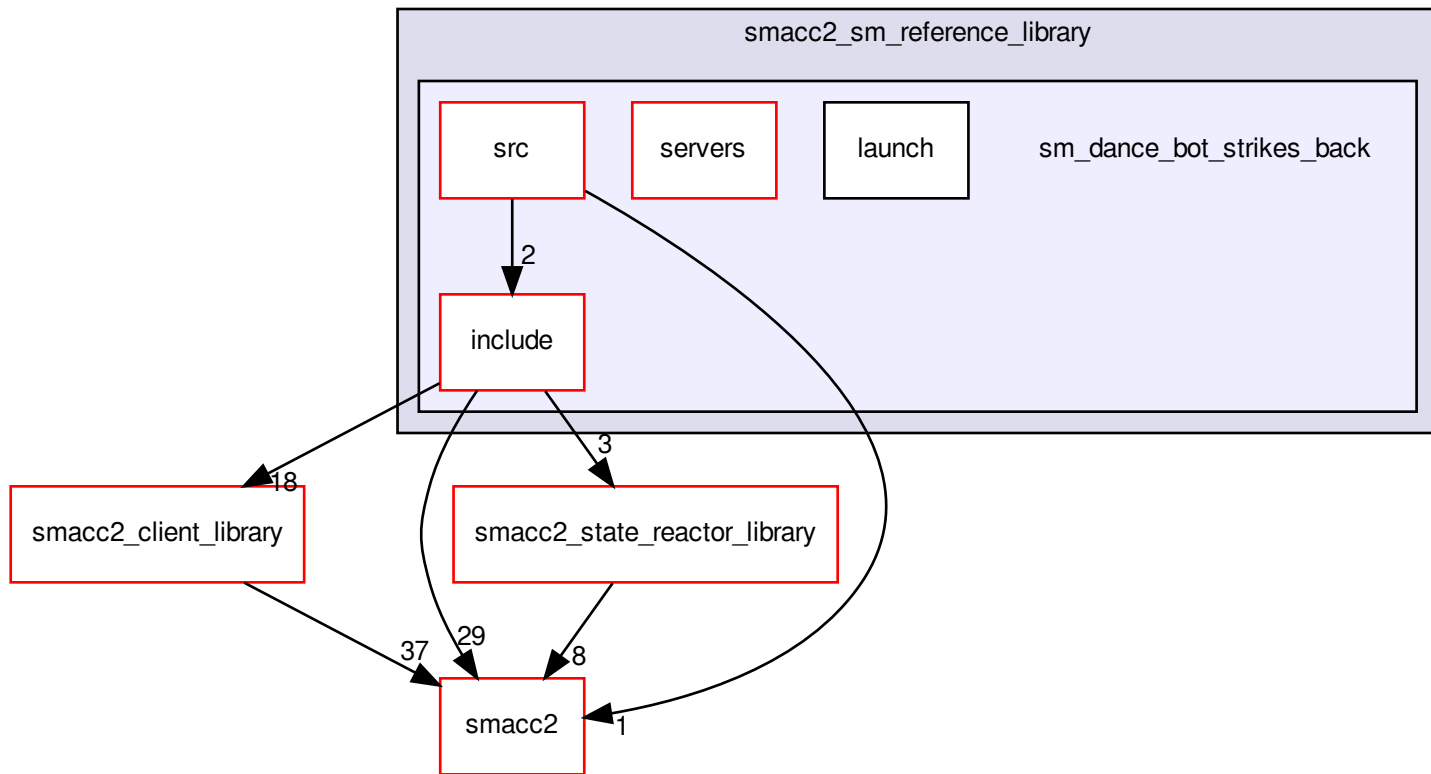 smacc2_sm_reference_library
src
servers
launch
sm_dance_bot_strikes_back
2
include
3
18
smacc2_client_library
smacc2_state_reactor_library
37
29
8
smacc2
1